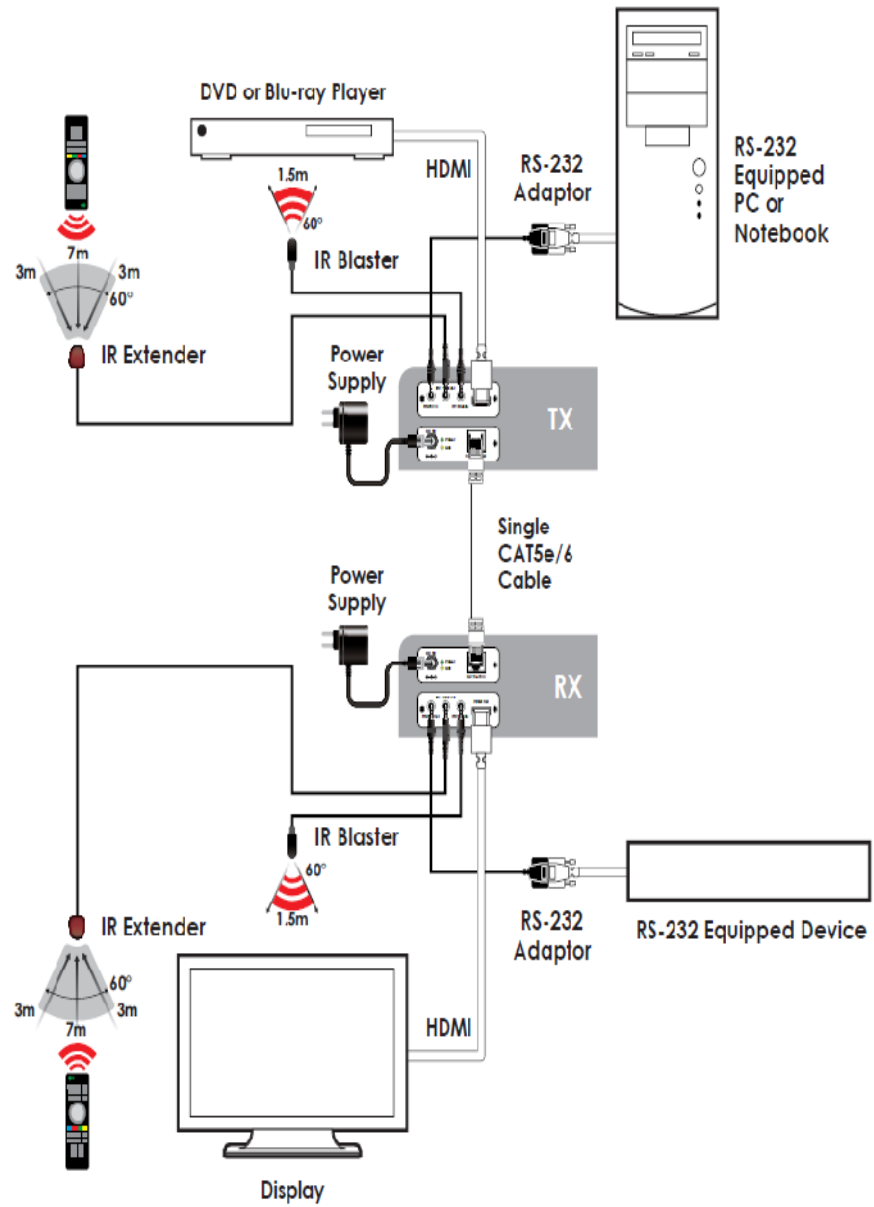 DVD or Blu-ray Player
HDMI
RS-232
Adaptor
RS-232
Equipped
PC or
Notebook
1.5m
60°
IR Blaster
7m
3m
3m
60°
IR Extender
Power
Supply
TX
Single
CAT5e/6
Cable
Power
Supply
RX
IR Blaster
60°
1.5m
IR Extender
60°
3m
3m
7m
RS-232
Adaptor
RS-232 Equipped Device
HDMI
Display